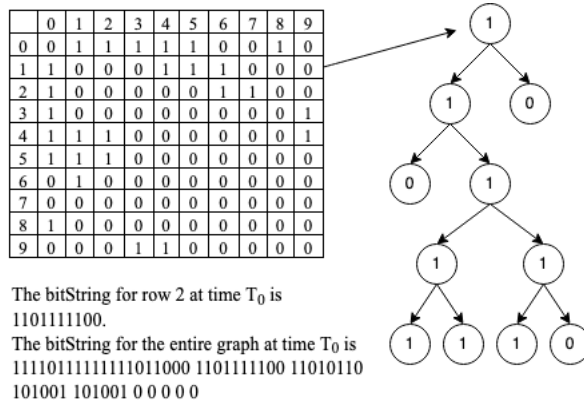 0 1 2 3 4 5 6 7 8 9
0 0 1 1 1 1 1 0 0 1 0
1 1 0 0 0 1 1 1 0 0 0
2 1 0 0 0 0 0 1 1 0 0
3 1 0 0 0 0 0 0 0 0 1
4 1 1 1 0 0 0 0 0 0 1
5 1 1 1 0 0 0 0 0 0 0
6 0 1 0 0 0 0 0 0 0 0
7 0 0 0 0 0 0 0 0 0 0
8 1 0 0 0 0 0 0 0 0 0
9 0 0 0 1 1 0 0 0 0 0
The bitString for row 2 at time T0 is
1101111100.
The bitString for the entire graph at time T0 is
11110111111111011000 1101111100 11010110
101001 101001 0 0 0 0 0
1
1 0
0 1
1 1
1 1 1 0